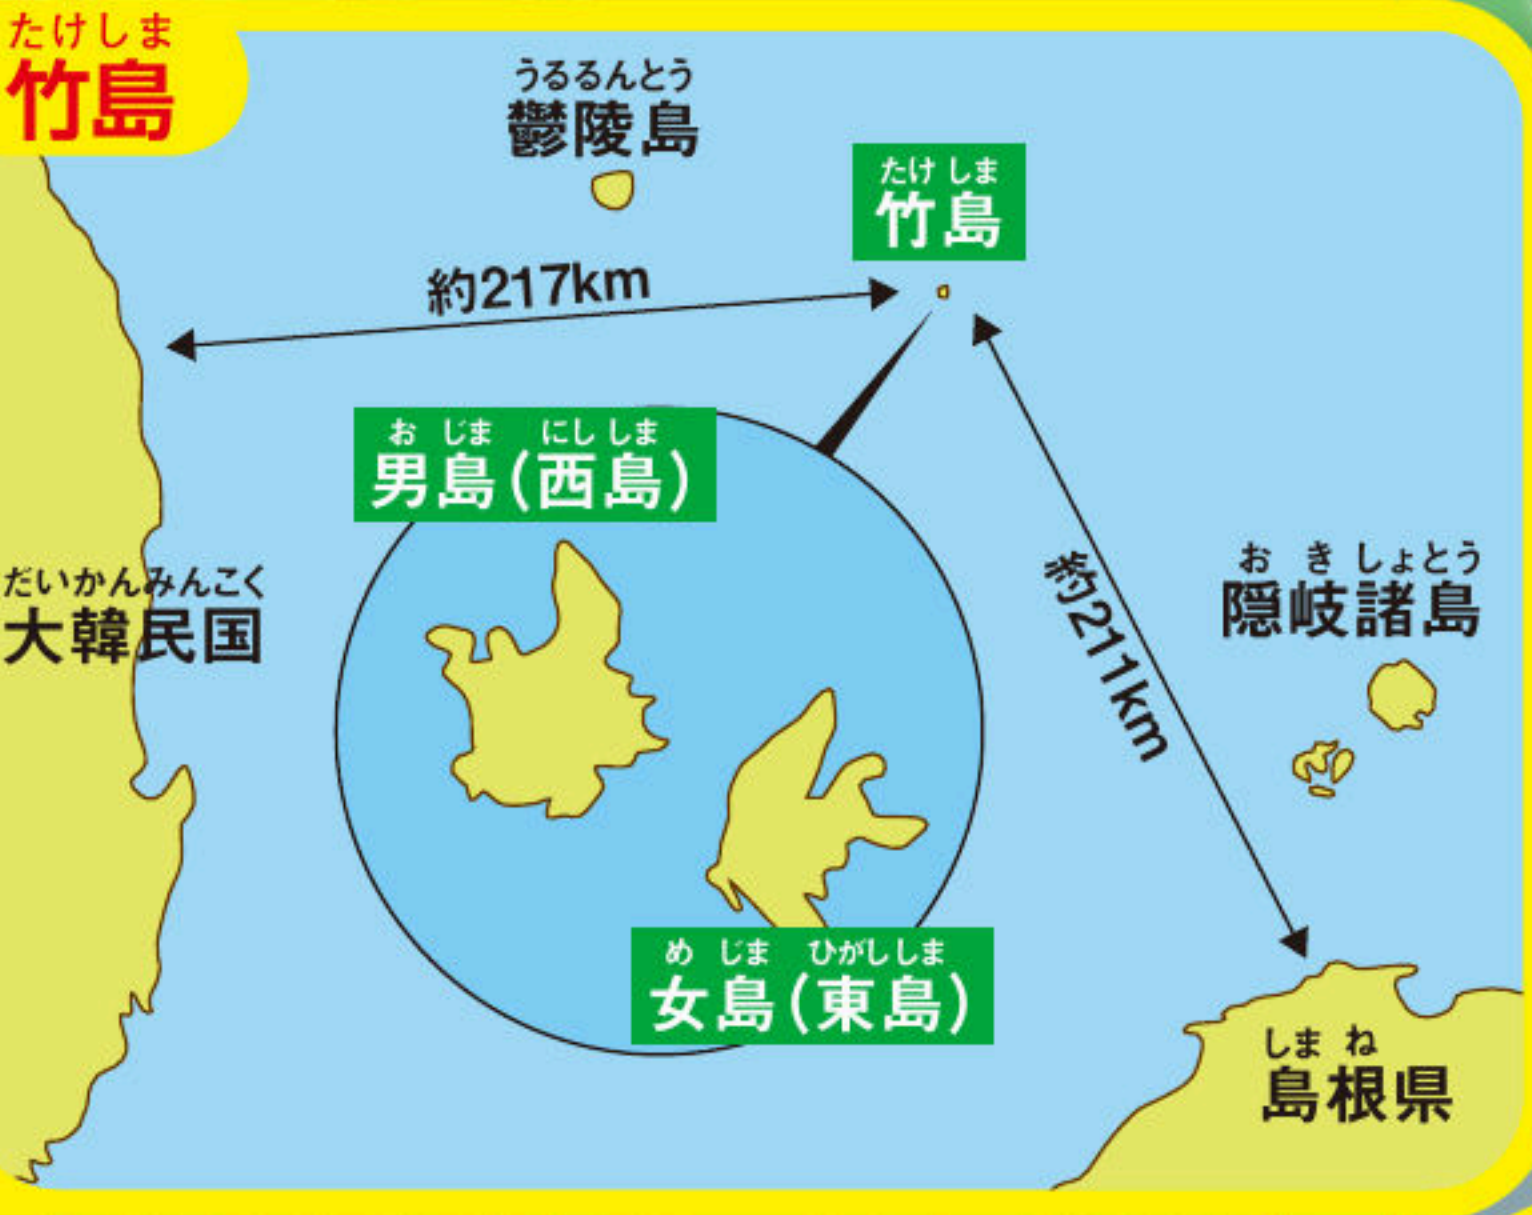 たけしま
竹島
うるるんとう
鬱陵島
たけ しま
竹島
約217km
お じま にし しま
男島(西島)
だいかんみんこく
大韓民国
約211km
お き しょとう
隠岐諸島
め じま ひがししま
女島(東島)
しま ね
島根県